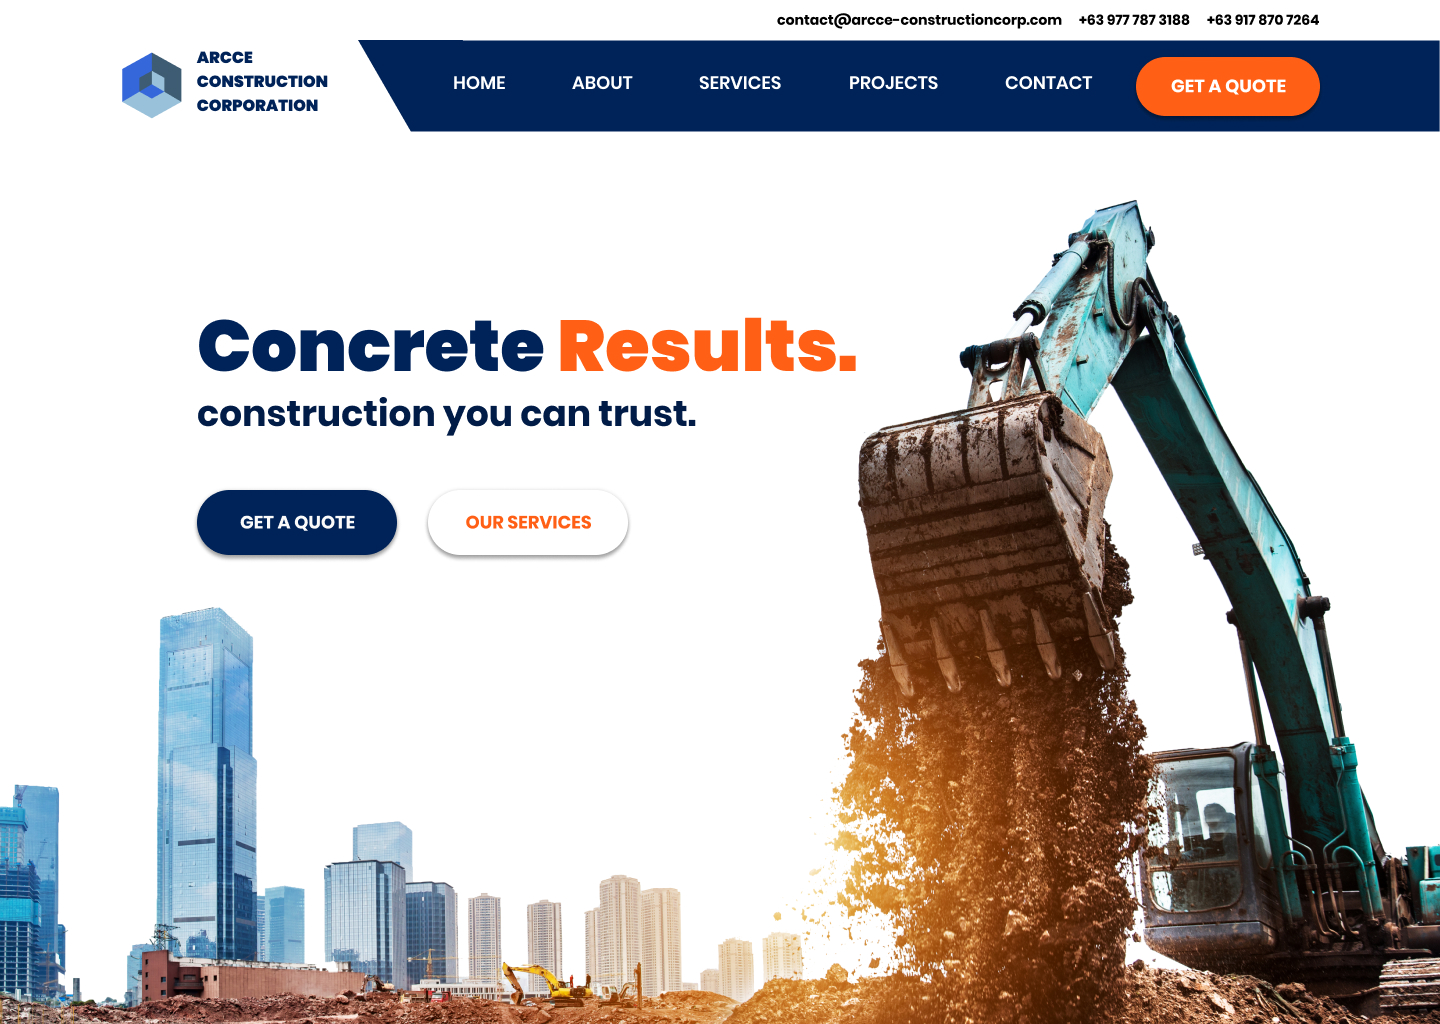 contact@arcce-constructioncorp.com +63 977 787 3188 +63 917 870 7264
ARCCE
CONSTRUCTION
CORPORATION
HOME ABOUT SERVICES PROJECTS CONTACT GET A QUOTE
Concrete Results.
construction you can trust.
GET A QUOTE OUR SERVICES